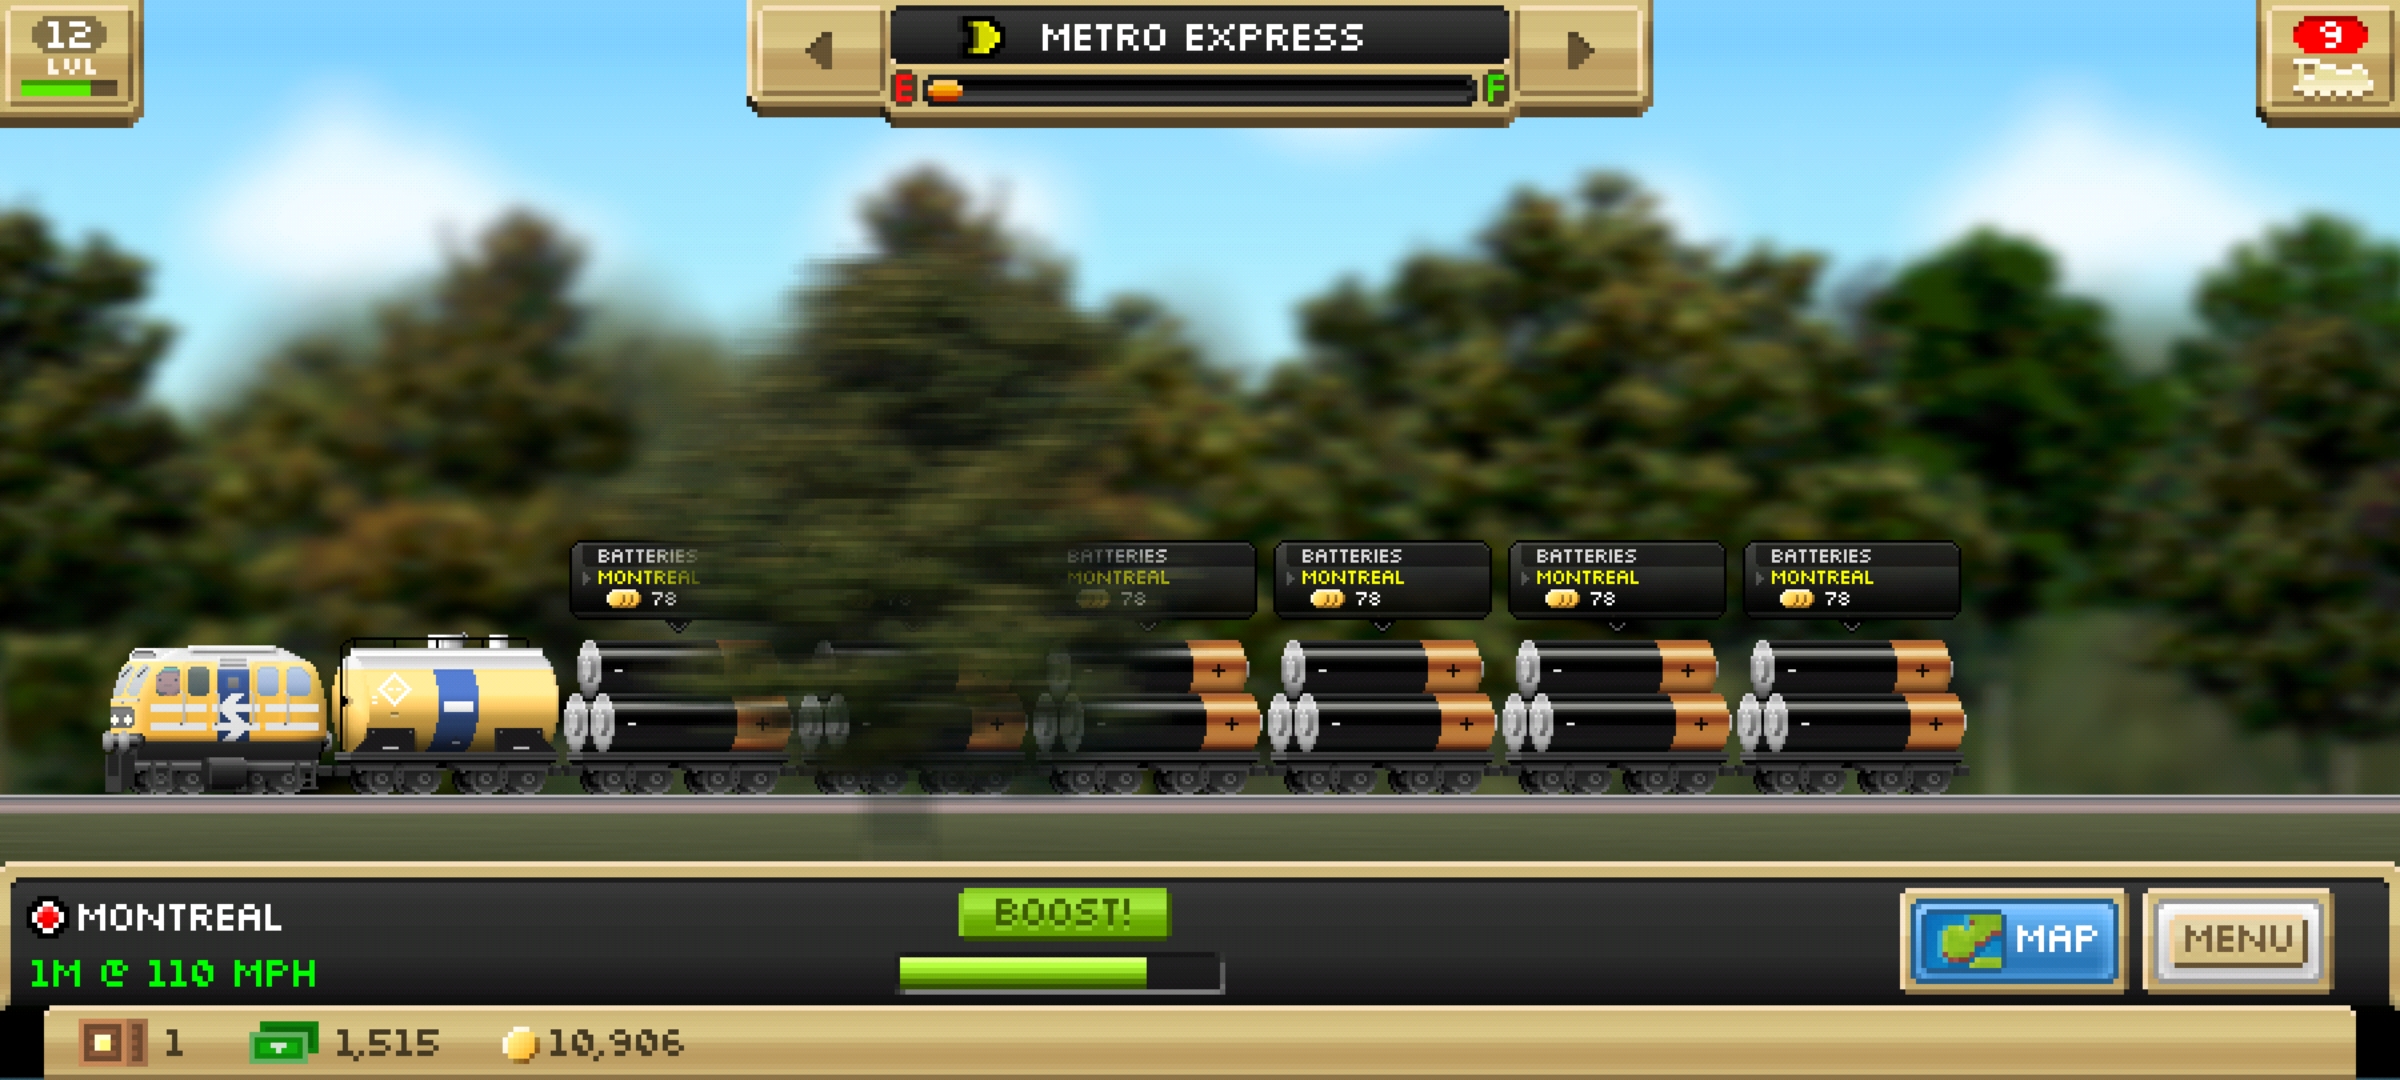 12
LVL
METRO EXPRESS
E F
9
BATTERIES
MONTREAL
78
78
BATTERIES
MONTREAL
78
BATTERIES
MONTREAL
78
BATTERIES
MONTREAL
78
BATTERIES
MONTREAL
78
- +
- +
- +
- +
- +
- +
- +
- +
- +
MONTREAL
1M @ 110 MPH
BOOST!
MAP
MENU
1
1,515
10,906